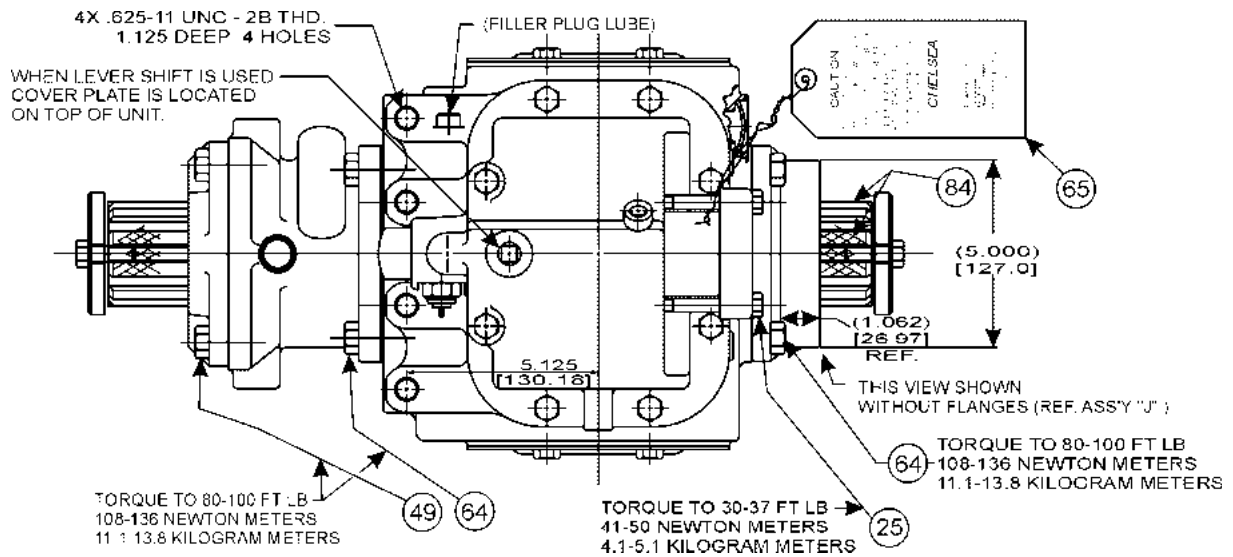 4X .625-11 UNC - 2B THD.
1.125 DEEP 4 HOLES
(FILLER PLUG LUBE)
WHEN LEVER SHIFT IS USED
COVER PLATE IS LOCATED
ON TOP OF UNIT.
CAUTION
CHELSEA
65
84
(5.000)
[127.0]
(1.062)
[26.97]
REF.
5.125
[130.18]
THIS VIEW SHOWN
WITHOUT FLANGES (REF. ASS'Y "J" )
64
TORQUE TO 80-100 FT LB
108-136 NEWTON METERS
11.1-13.8 KILOGRAM METERS
TORQUE TO 80-100 FT LB
108-136 NEWTON METERS
11.1-13.8 KILOGRAM METERS
49
64
TORQUE TO 30-37 FT LB
41-50 NEWTON METERS
4.1-5.1 KILOGRAM METERS
25